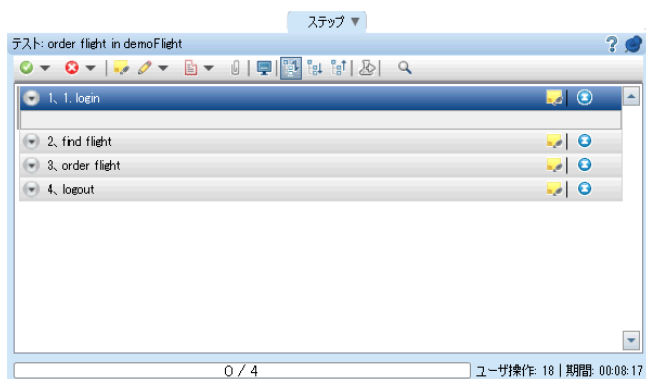 ステップ ▼
テスト: order flight in demoFlight
1、1. login
2、find flight
3、order flight
4、logout
0 / 4
ユーザ操作: 18 | 期間: 00:08:17